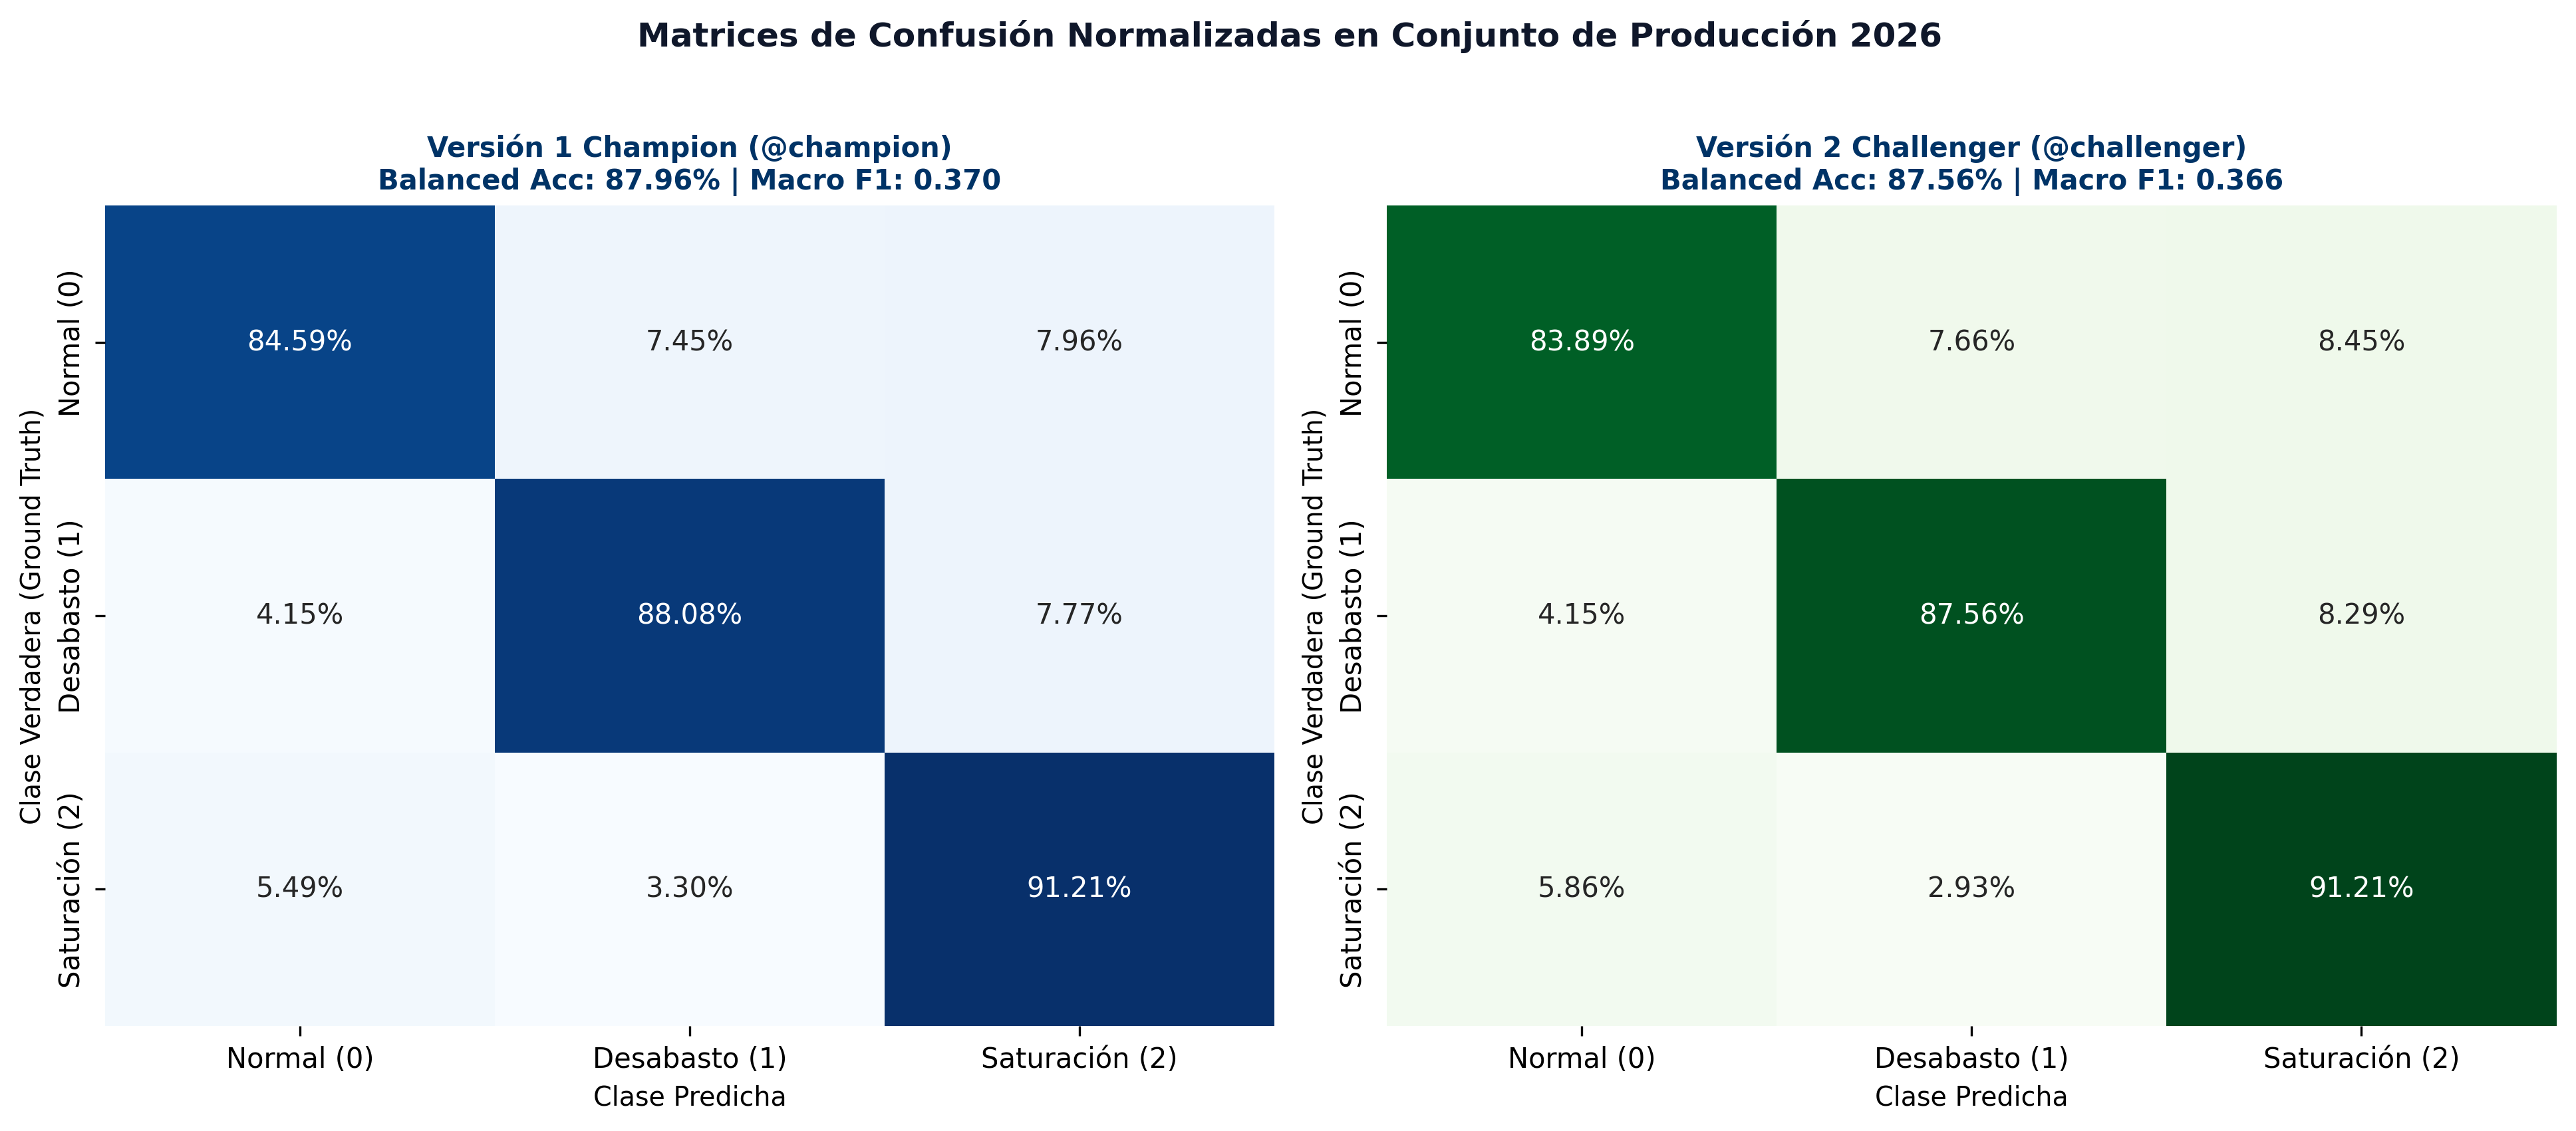 Matrices de Confusión Normalizadas en Conjunto de Producción 2026
Versión 1 Champion (@champion)
Balanced Acc: 87.96% | Macro F1: 0.370
Clase Verdadera (Ground Truth)
Normal (0)
84.59%
7.45%
7.96%
Desabasto (1)
4.15%
88.08%
7.77%
Saturación (2)
5.49%
3.30%
91.21%
Normal (0)
Desabasto (1)
Saturación (2)
Clase Predicha
Versión 2 Challenger (@challenger)
Balanced Acc: 87.56% | Macro F1: 0.366
Clase Verdadera (Ground Truth)
Normal (0)
83.89%
7.66%
8.45%
Desabasto (1)
4.15%
87.56%
8.29%
Saturación (2)
5.86%
2.93%
91.21%
Normal (0)
Desabasto (1)
Saturación (2)
Clase Predicha